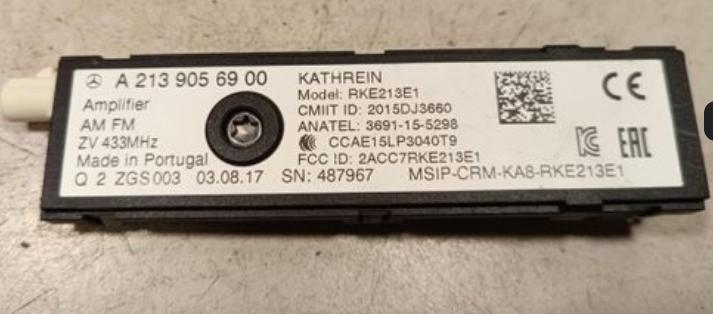 A 213 905 69 00
Amplifier
AM FM
ZV 433MHz
Made in Portugal
Q 2 ZGS003 03.08.17
KATHREIN
Model: RKE213E1
CMIIT ID: 2015DJ3660
ANATEL: 3691-15-5298
CCAE15LP3040T9
FCC ID: 2ACC7RKE213E1
SN: 487967 MSIP-CRM-KA8-RKE213E1
CE
EAC